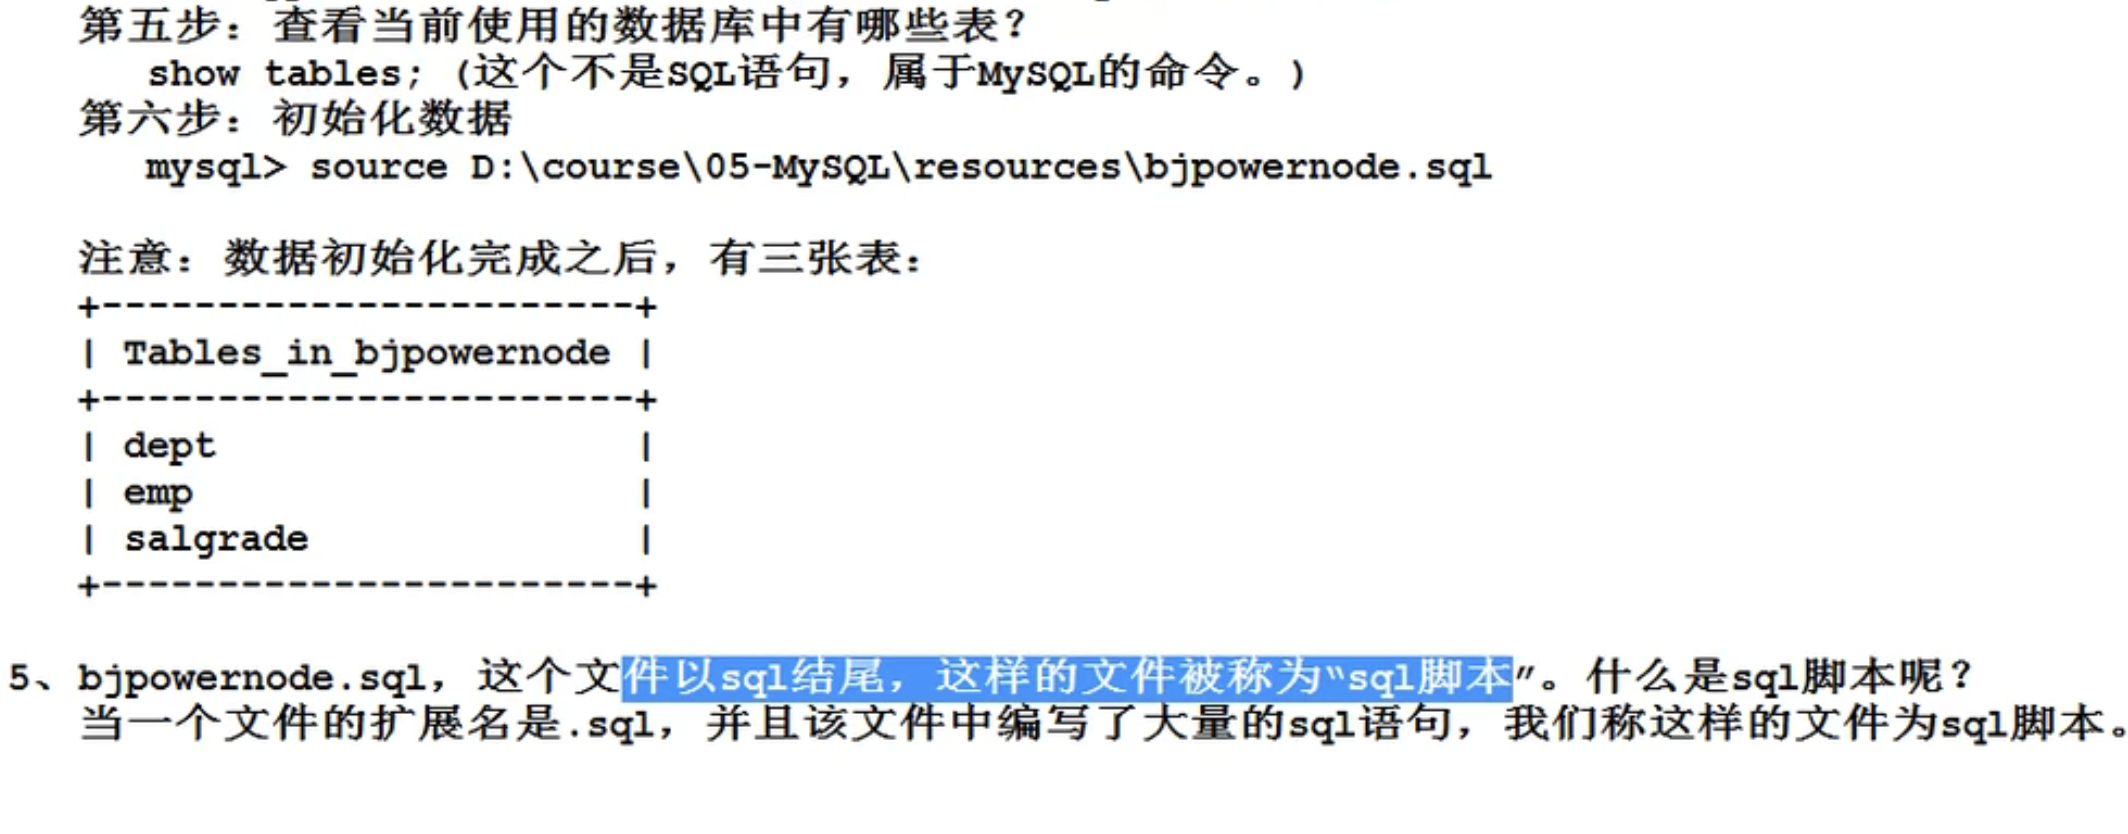 第五步：查看当前使用的数据库中有哪些表？
show tables; (这个不是SQL语句，属于MySQL的命令。)
第六步：初始化数据
mysql> source D:\course\05-MySQL\resources\bjpowernode.sql
注意：数据初始化完成之后，有三张表：
+-----------------------+
| Tables_in_bjpowernode |
+-----------------------+
| dept                  |
| emp                   |
| salgrade              |
+-----------------------+
5、bjpowernode.sql，这个文件以sql结尾，这样的文件被称为“sql脚本”。什么是sql脚本呢？
当一个文件的扩展名是.sql，并且该文件中编写了大量的sql语句，我们称这样的文件为sql脚本。